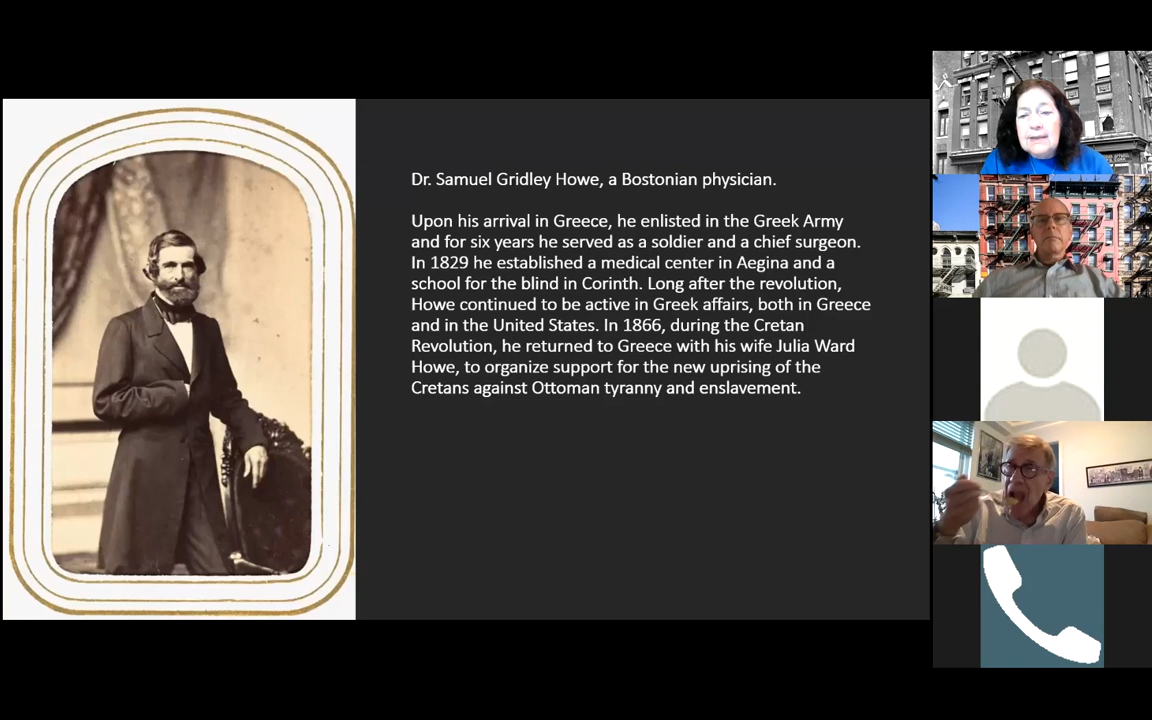 Dr. Samuel Gridley Howe, a Bostonian physician.
Upon his arrival in Greece, he enlisted in the Greek Army
and for six years he served as a soldier and a chief surgeon.
In 1829 he established a medical center in Aegina and a
school for the blind in Corinth. Long after the revolution,
Howe continued to be active in Greek affairs, both in Greece
and in the United States. In 1866, during the Cretan
Revolution, he returned to Greece with his wife Julia Ward
Howe, to organize support for the new uprising of the
Cretans against Ottoman tyranny and enslavement.